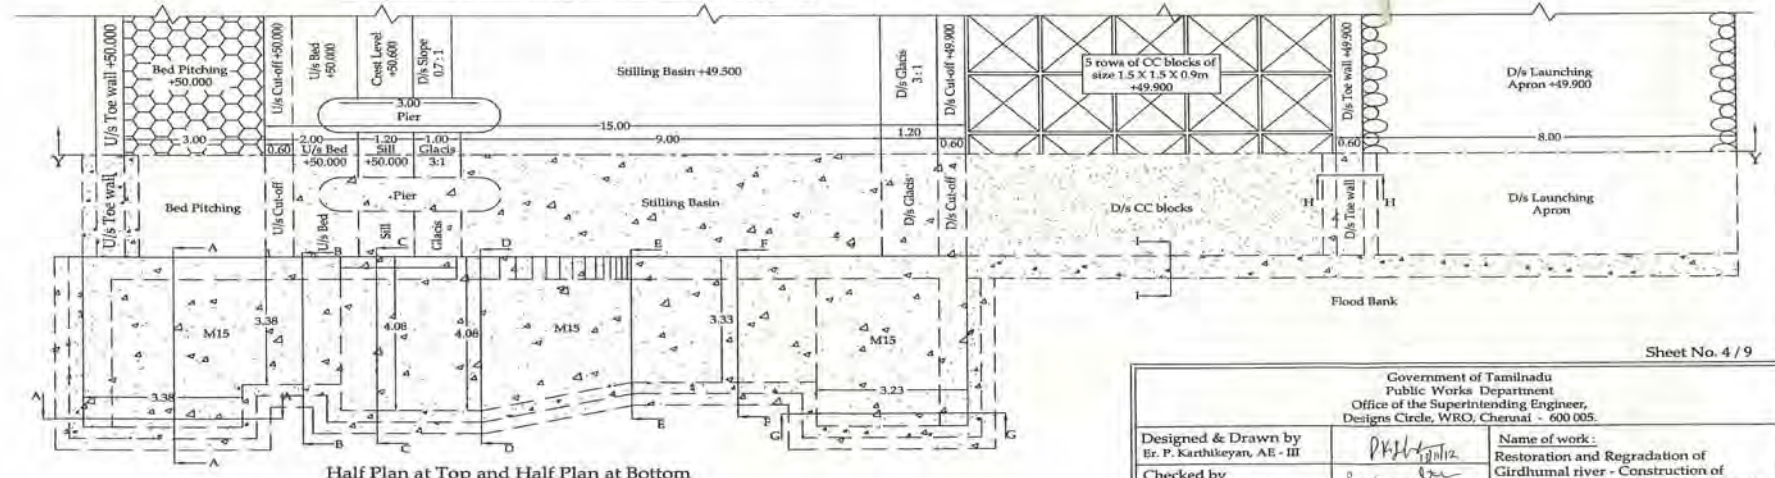 U/s Toe wall +50.000
Bed Pitching
+50.000
U/s Cut-off +50.000
U/s Bed
+50.000
Crest Level
+50.600
D/s Slope
0.7 : 1
Stilling Basin +49.500
D/s Glacis
3 : 1
D/s Cut-off +49.900
5 rows of CC blocks of
size 1.5 X 1.5 X 0.9m
+49.900
D/s Toe wall +49.900
D/s Launching
Apron +49.900
3.00
Pier
15.00
3.00
0.60
2.00
1.20
1.00
9.00
1.20
0.60
0.60
8.00
Y
Y
U/s Bed
+50.000
Sill
+50.000
Glacis
3:1
U/s Toe wall
Bed Pitching
U/s Cut-off
U/s Bed
Pier
Sill
Glacis
Stilling Basin
D/s Glacis
D/s Cut-off
D/s CC blocks
H
H
D/s Toe wall
D/s Launching
Apron
A
B
C
D
E
F
I
I
M15
3.38
4.08
4.08
M15
3.33
M15
Flood Bank
3.38
3.23
A
A
A
B
C
D
E
F
G
G
Half Plan at Top and Half Plan at Bottom
Sheet No. 4 / 9
Government of Tamilnadu
Public Works Department
Office of the Superintending Engineer,
Designs Circle, WRO, Chennai - 600 005.
Designed & Drawn by
Er. P. Karthikeyan, AE - III
Name of work :
Restoration and Regradation of
Girdhumal river - Construction of
Checked by